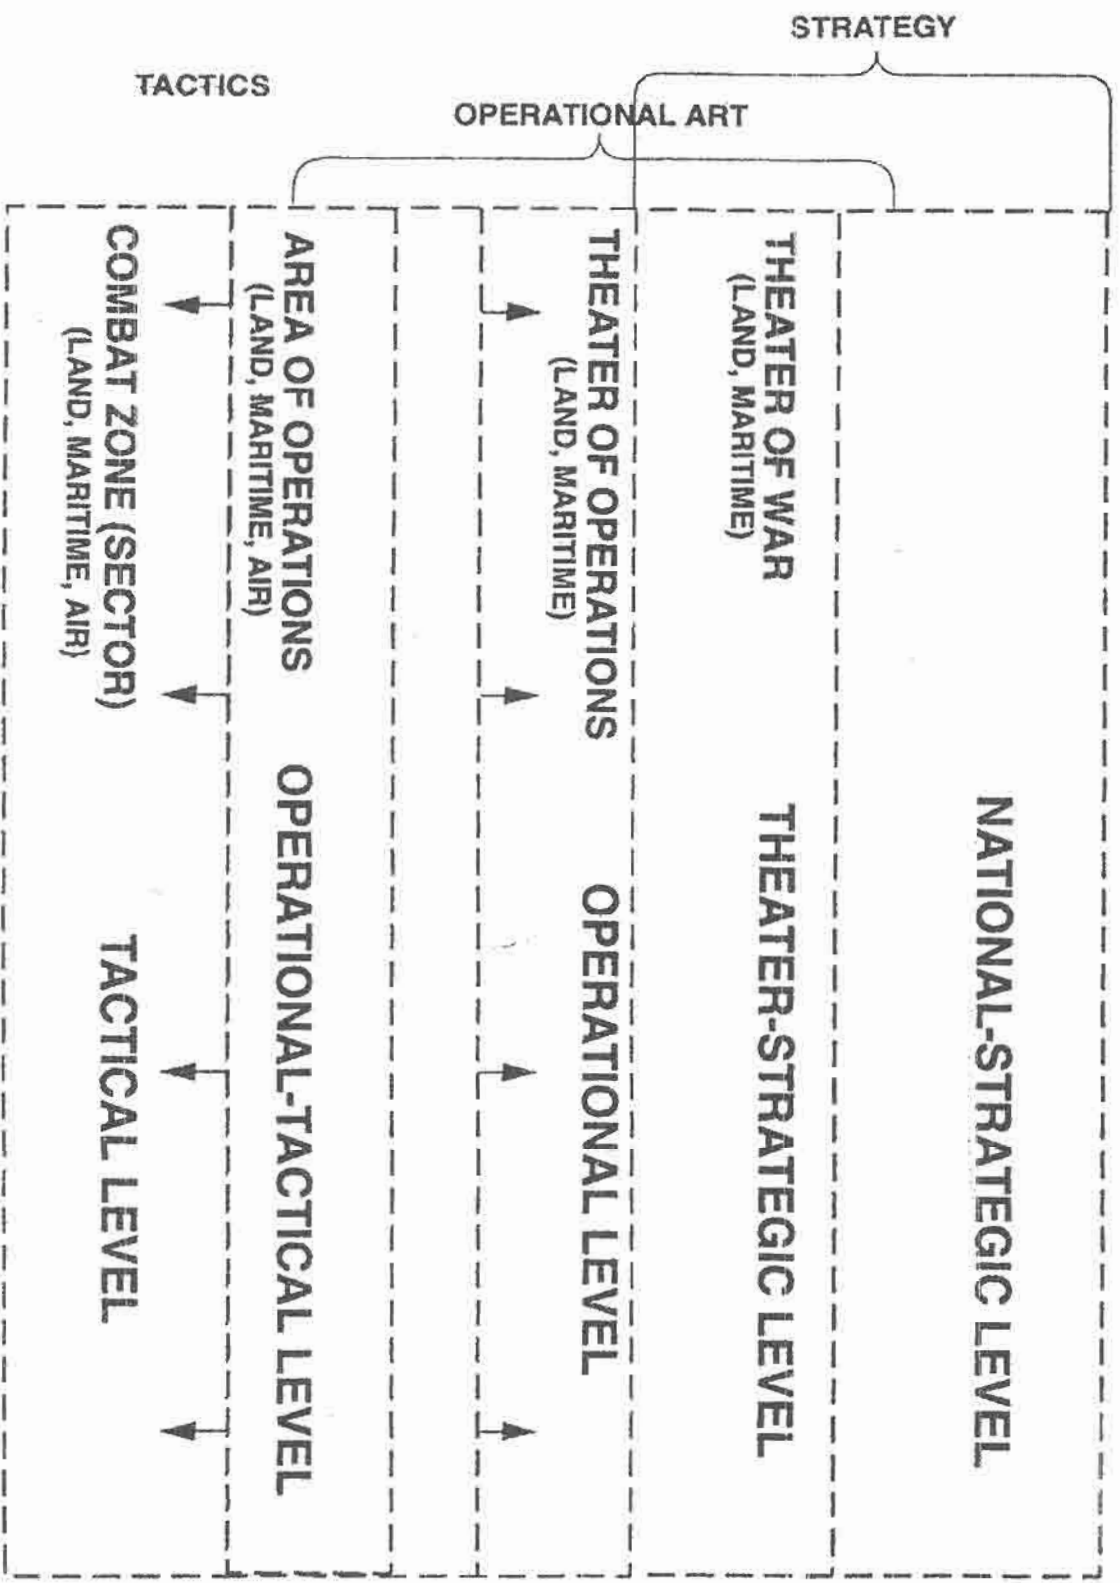 STRATEGY
TACTICS
OPERATIONAL ART
NATIONAL-STRATEGIC LEVEL
THEATER OF WAR
(LAND, MARITIME)
THEATER-STRATEGIC LEVEL
THEATER OF OPERATIONS
(LAND, MARITIME)
OPERATIONAL LEVEL
AREA OF OPERATIONS
(LAND, MARITIME, AIR)
OPERATIONAL-TACTICAL LEVEL
COMBAT ZONE (SECTOR)
(LAND, MARITIME, AIR)
TACTICAL LEVEL